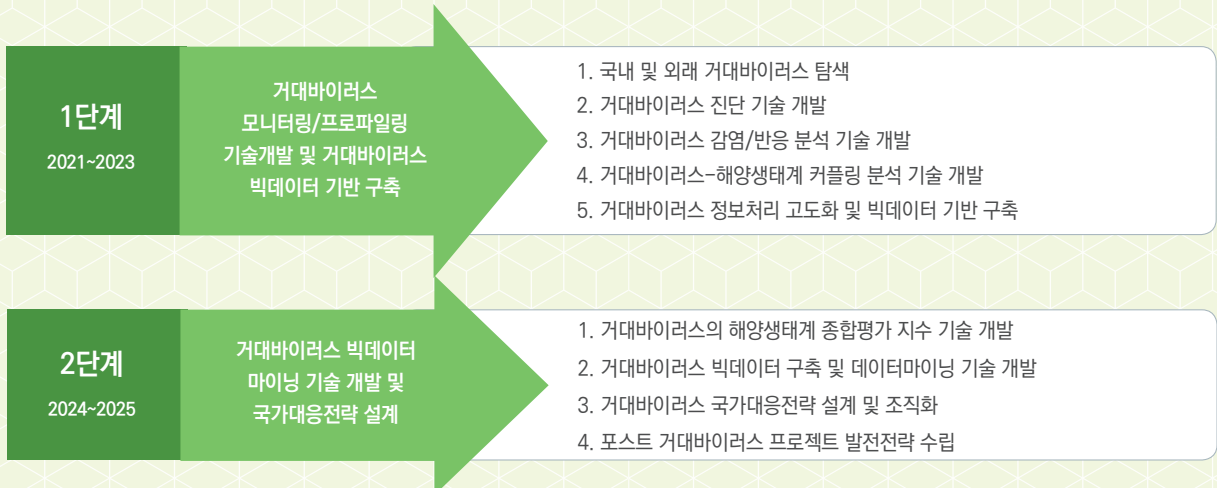 1단계
2021~2023
거대바이러스
모니터링/프로파일링
기술개발 및 거대바이러스
빅데이터 기반 구축
1. 국내 및 외래 거대바이러스 탐색
2. 거대바이러스 진단 기술 개발
3. 거대바이러스 감염/반응 분석 기술 개발
4. 거대바이러스-해양생태계 커플링 분석 기술 개발
5. 거대바이러스 정보처리 고도화 및 빅데이터 기반 구축
2단계
2024~2025
거대바이러스 빅데이터
마이닝 기술 개발 및
국가대응전략 설계
1. 거대바이러스의 해양생태계 종합평가 지수 기술 개발
2. 거대바이러스 빅데이터 구축 및 데이터마이닝 기술 개발
3. 거대바이러스 국가대응전략 설계 및 조직화
4. 포스트 거대바이러스 프로젝트 발전전략 수립